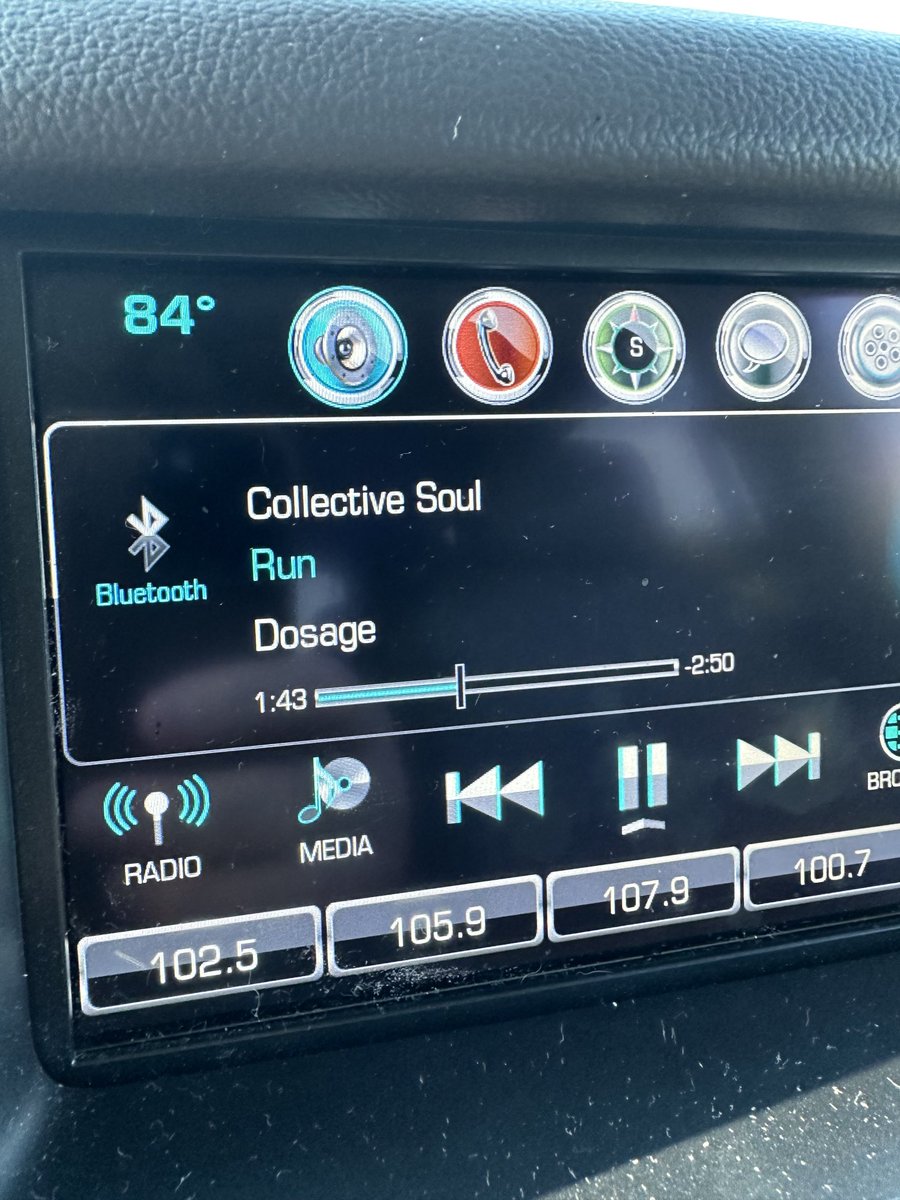 84°
S
Collective Soul
Run
Bluetooth
Dosage
1:43 -2:50
RADIO MEDIA
102.5 105.9 107.9 100.7